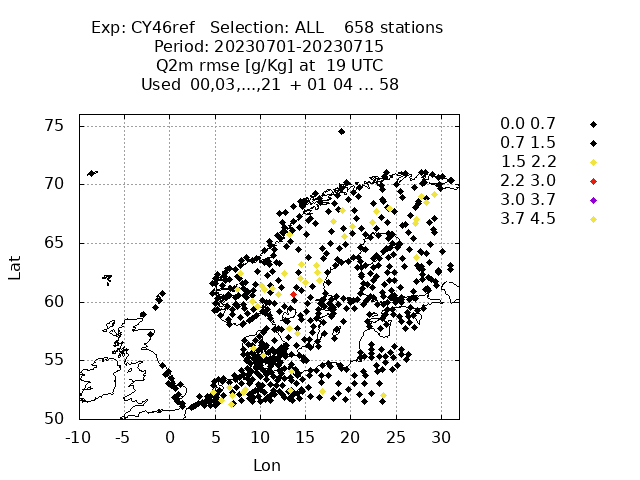 Exp: CY46ref   Selection: ALL    658 stations
Period: 20230701-20230715
Q2m rmse [g/Kg] at  19 UTC
Used  00,03,...,21  + 01 04 ... 58
0.0 0.7
0.7 1.5
1.5 2.2
2.2 3.0
3.0 3.7
3.7 4.5
75
70
65
60
55
50
Lat
-10 -5 0 5 10 15 20 25 30
Lon